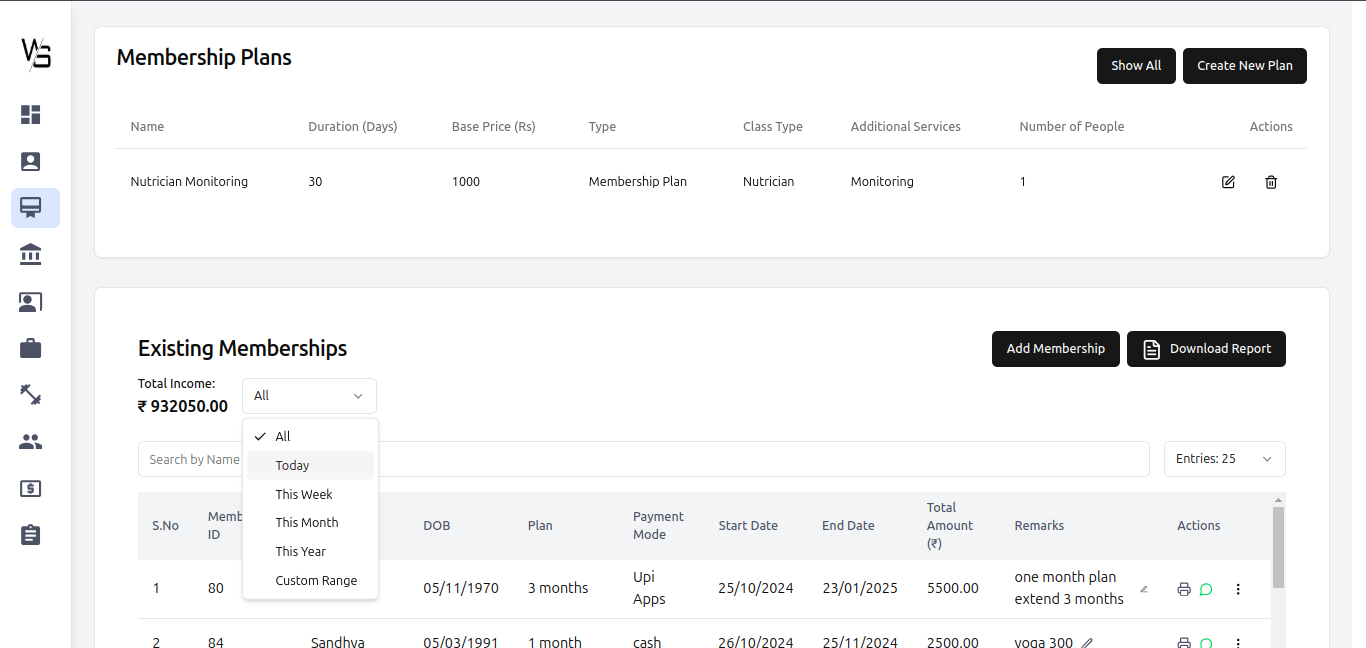 WS
Membership Plans
Show All
Create New Plan
Name Duration (Days) Base Price (Rs) Type Class Type Additional Services Number of People Actions
Nutrician Monitoring 30 1000 Membership Plan Nutrician Monitoring 1
Existing Memberships
Add Membership
Download Report
Total Income:
₹ 932050.00
All
All
Today
This Week
This Month
This Year
Custom Range
Search by Name
Entries: 25
S.No
ID
DOB
Plan
Payment
Mode
Start Date
End Date
Total
Amount
(₹)
Remarks
Actions
1 80 05/11/1970 3 months Upi
Apps
25/10/2024 23/01/2025 5500.00 one month plan
extend 3 months
2 84 Sandhya 05/03/1991 1 month cash 26/10/2024 25/11/2024 2500.00 yoga 300